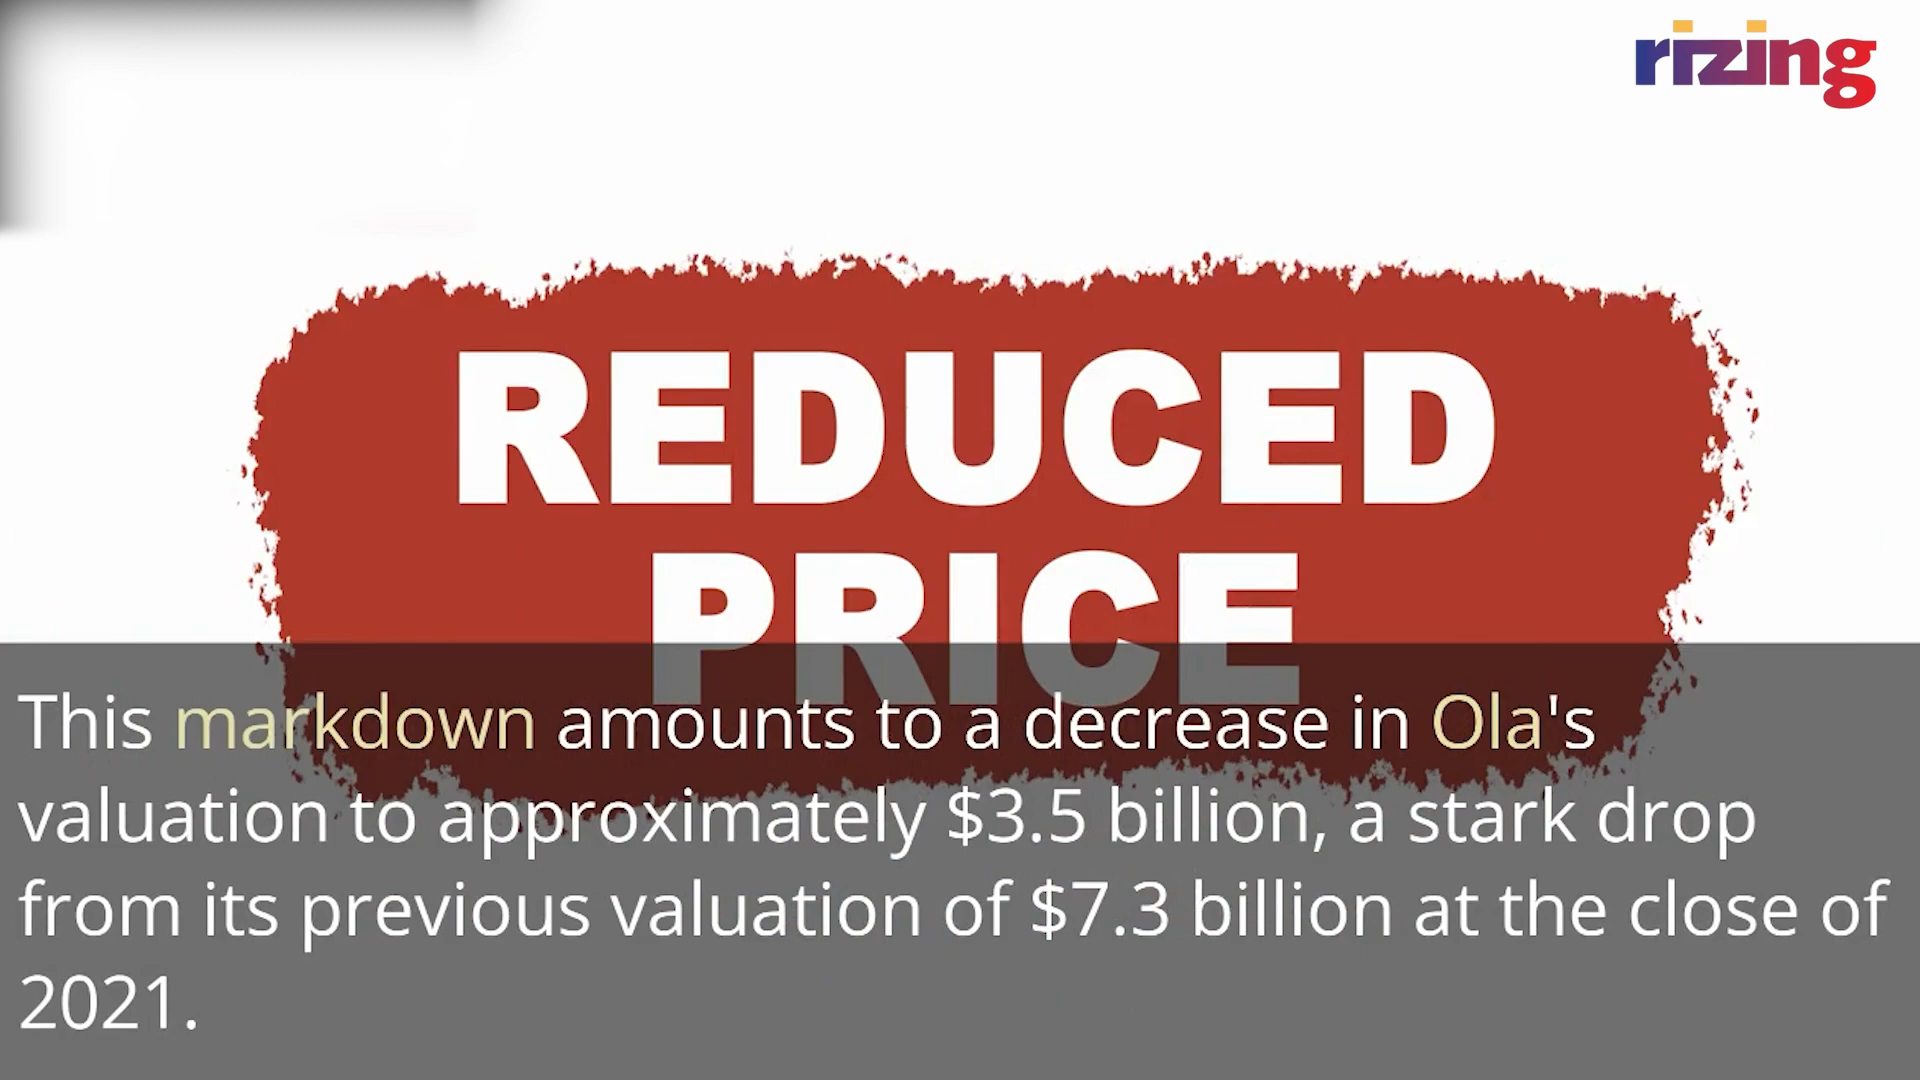 rizing
REDUCED
PRICE
This markdown amounts to a decrease in Ola's
valuation to approximately $3.5 billion, a stark drop
from its previous valuation of $7.3 billion at the close of
2021.